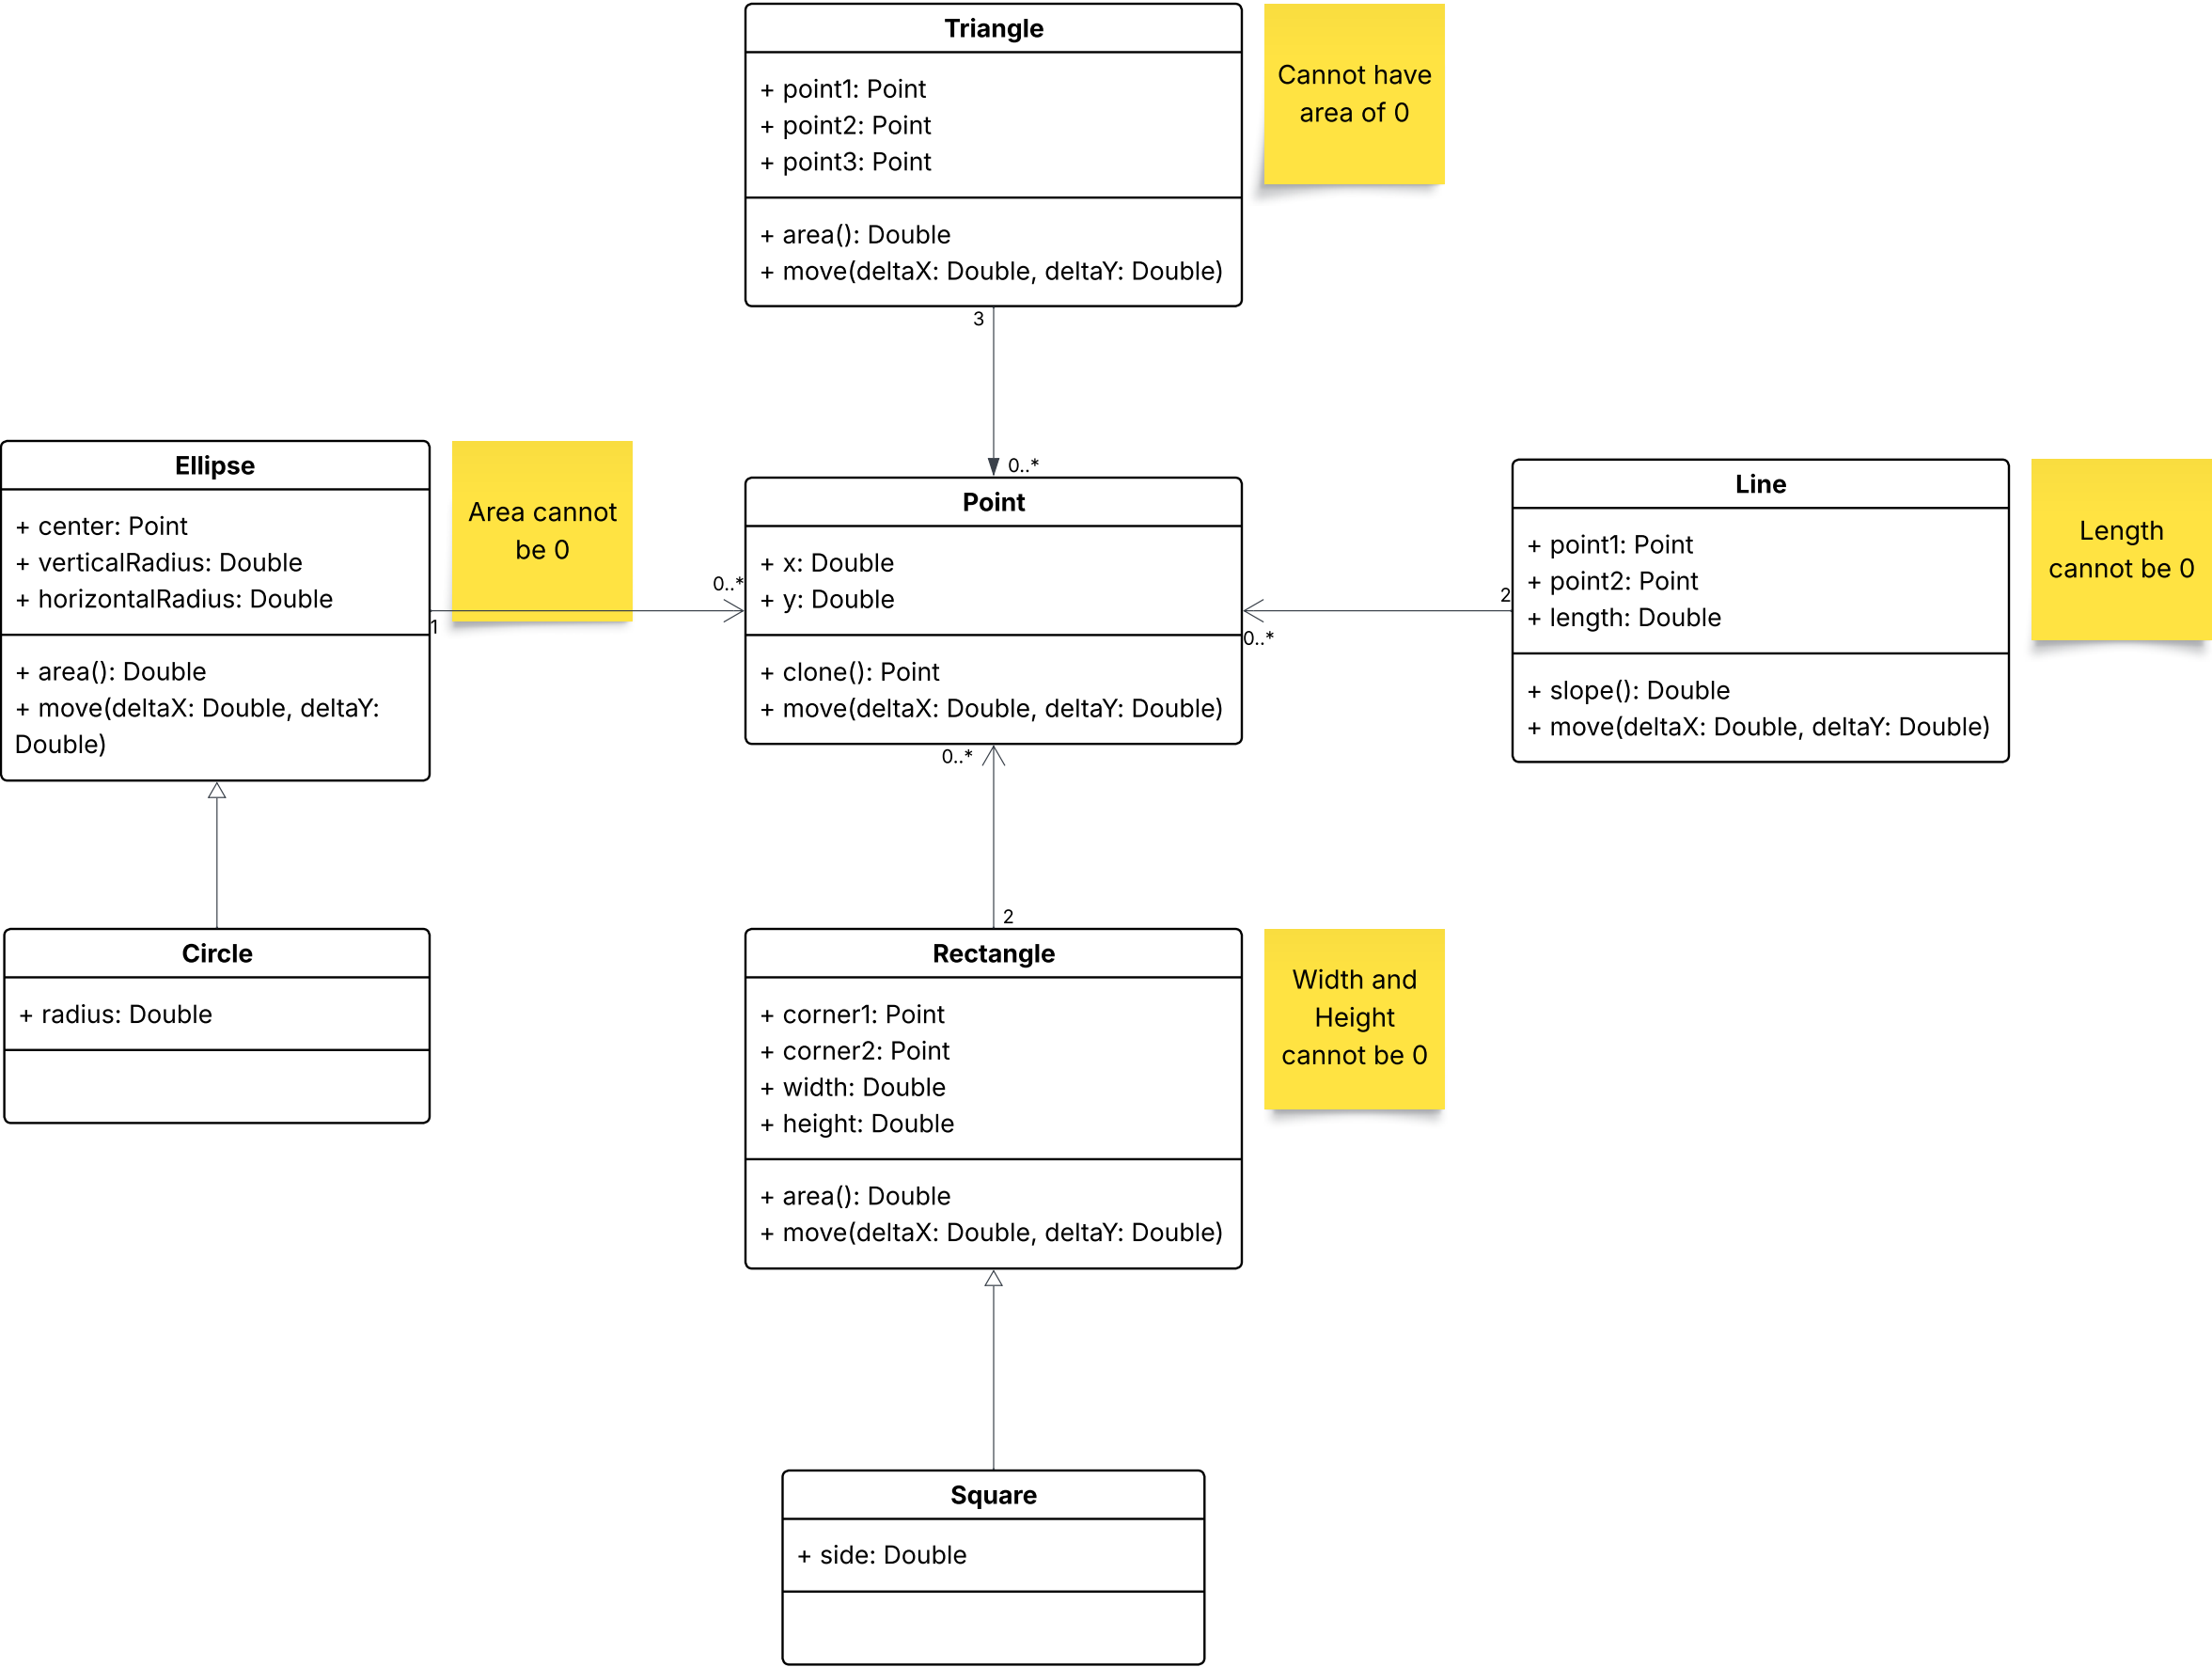 Triangle
+ point1: Point
+ point2: Point
+ point3: Point
+ area(): Double
+ move(deltaX: Double, deltaY: Double)
Cannot have
area of 0
3
0..*
Ellipse
+ center: Point
+ verticalRadius: Double
+ horizontalRadius: Double
+ area(): Double
+ move(deltaX: Double, deltaY:
Double)
Area cannot
be 0
1
0..*
Point
+ x: Double
+ y: Double
+ clone(): Point
+ move(deltaX: Double, deltaY: Double)
0..*
2
Line
+ point1: Point
+ point2: Point
+ length: Double
+ slope(): Double
+ move(deltaX: Double, deltaY: Double)
Length
cannot be 0
0..*
2
Circle
+ radius: Double
Rectangle
+ corner1: Point
+ corner2: Point
+ width: Double
+ height: Double
+ area(): Double
+ move(deltaX: Double, deltaY: Double)
Width and
Height
cannot be 0
Square
+ side: Double